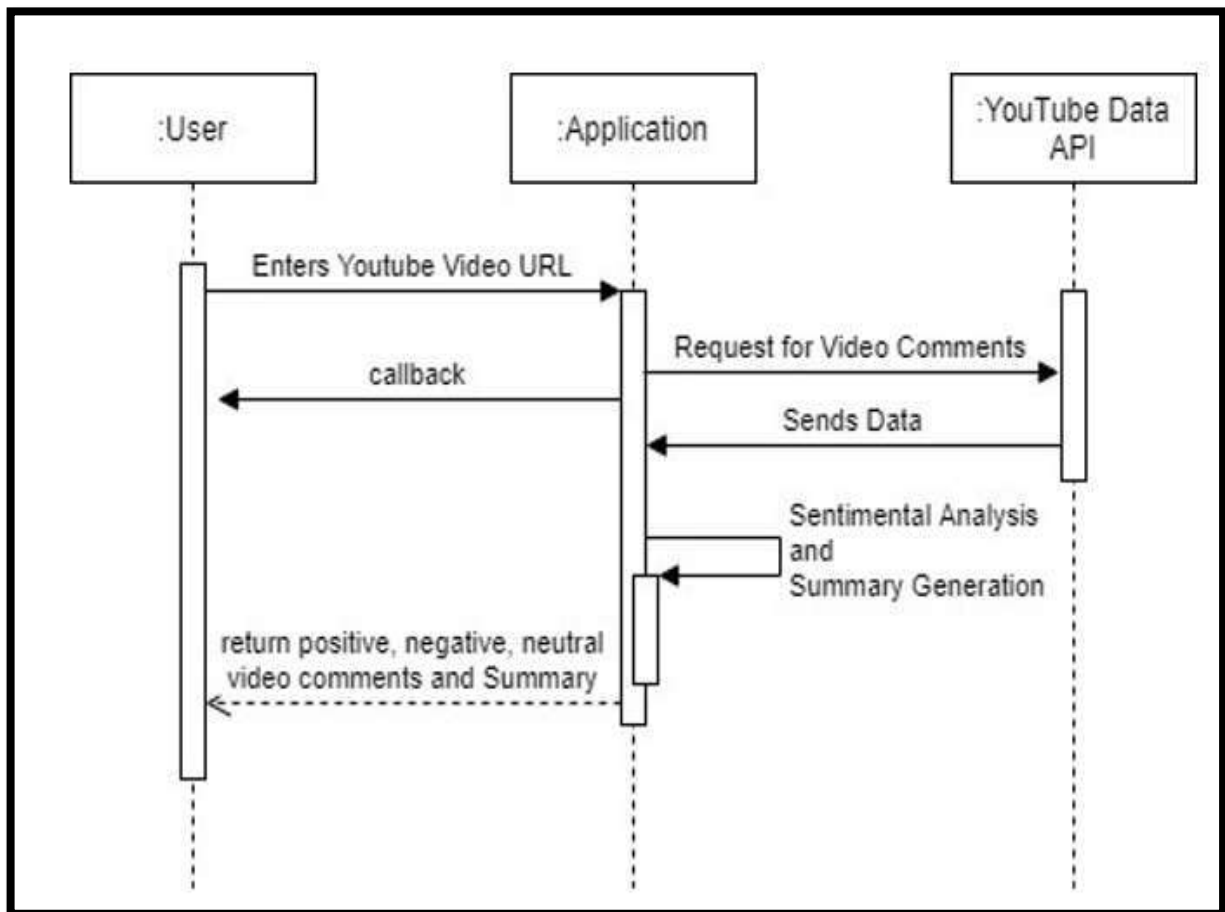 :User
:Application
:YouTube Data
API
Enters Youtube Video URL
Request for Video Comments
callback
Sends Data
Sentimental Analysis
and
Summary Generation
return positive, negative, neutral
video comments and Summary